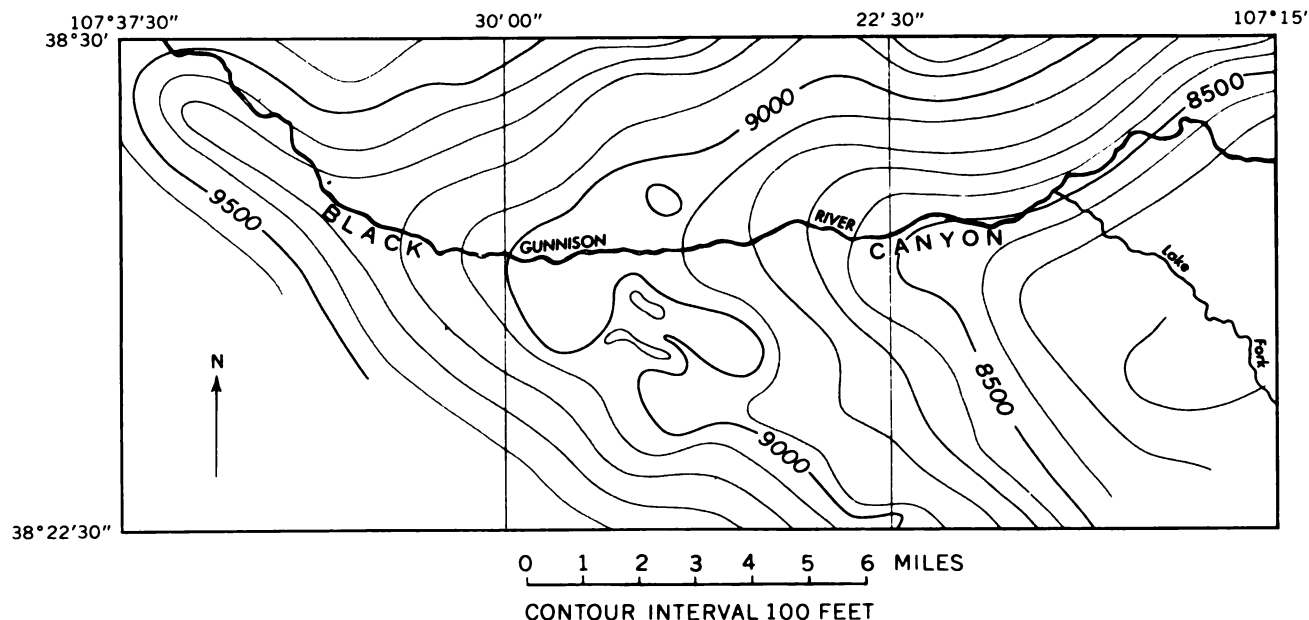 107°37'30" 30'00" 22'30" 107°15'
38°30'
8500
9000
9500
BLACK
GUNNISON
RIVER
CANYON
Lake
Fork
N
8500
9000
38°22'30"
0 1 2 3 4 5 6 MILES
CONTOUR INTERVAL 100 FEET